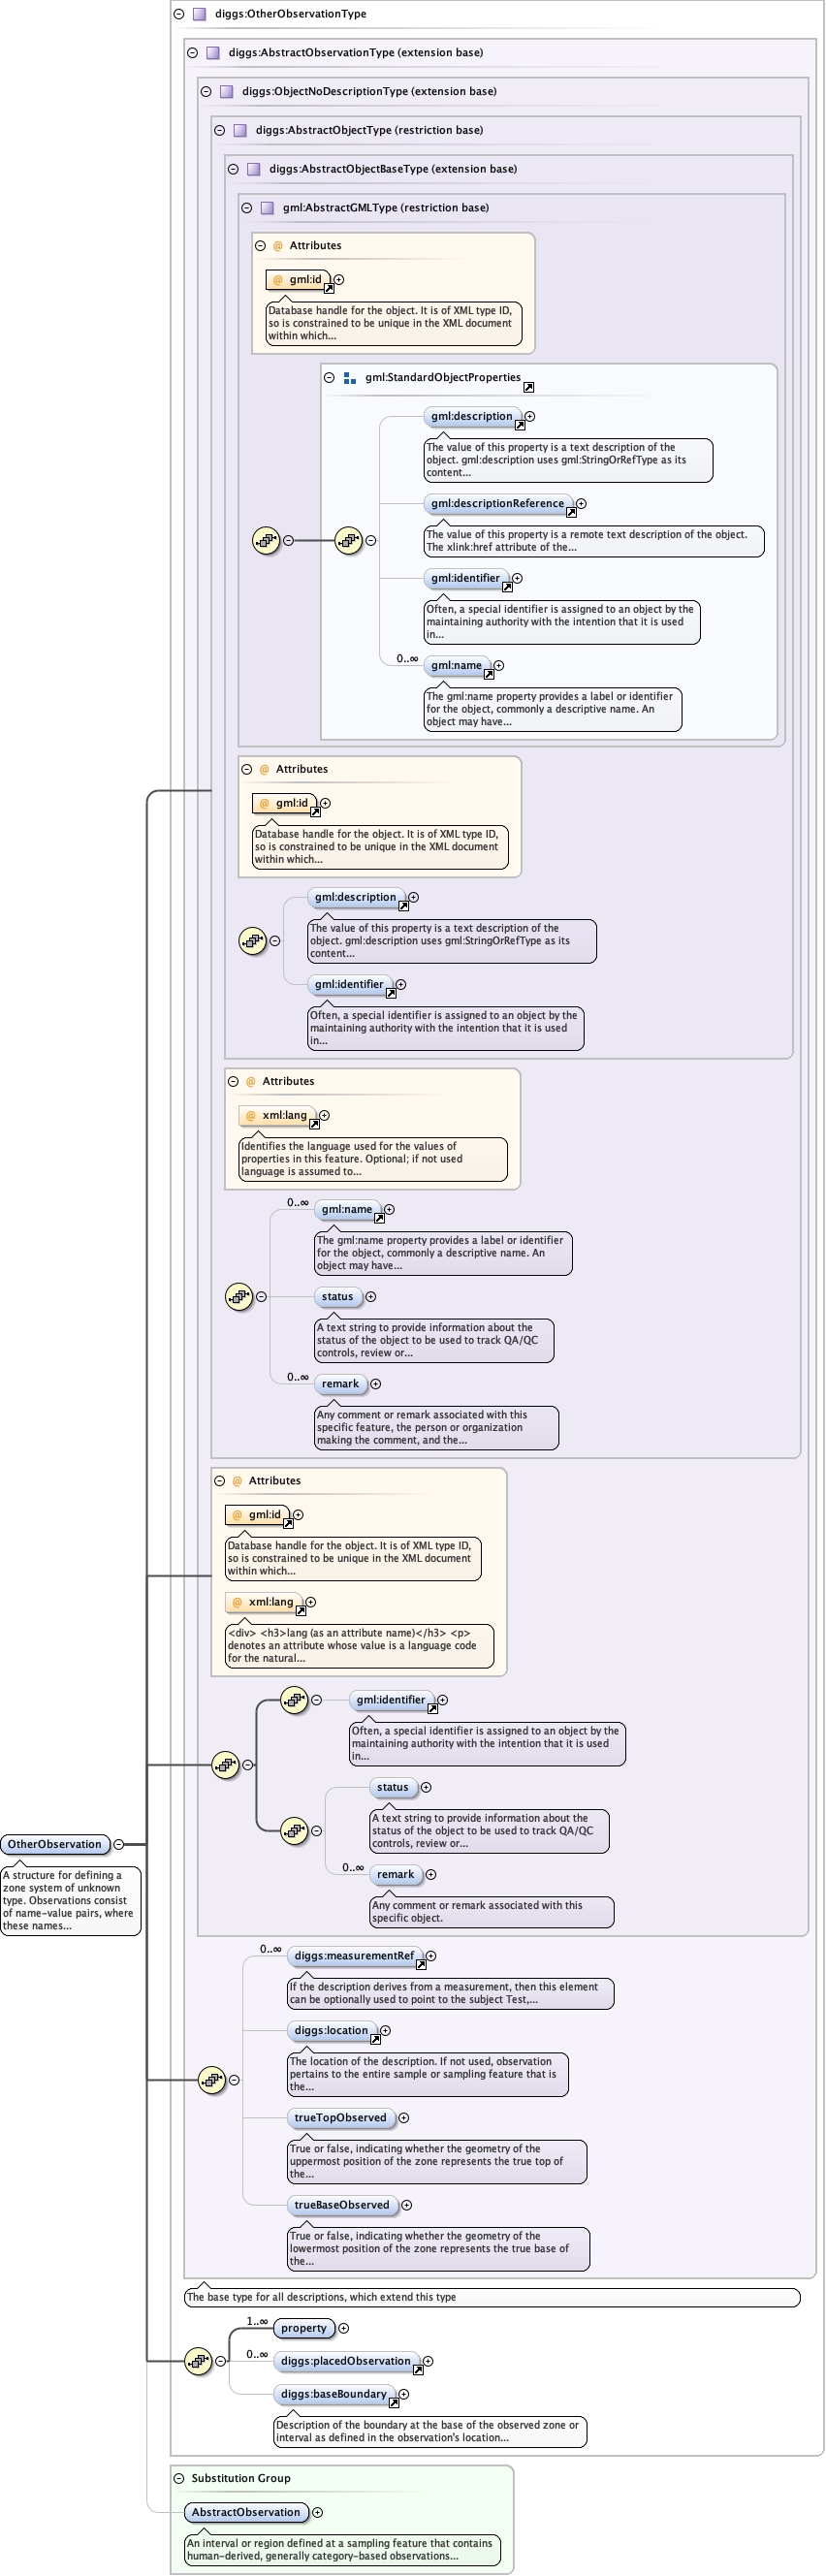 diggs:OtherObservationType
diggs:AbstractObservationType (extension base)
diggs:ObjectNoDescriptionType (extension base)
diggs:AbstractObjectType (restriction base)
diggs:AbstractObjectBaseType (extension base)
gml:AbstractGMLType (restriction base)
@ Attributes
@ gml:id
Database handle for the object. It is of XML type ID,
so is constrained to be unique in the XML document
within which...
gml:StandardObjectProperties
gml:description
The value of this property is a text description of the
object. gml:description uses gml:StringOrRefType as its
content...
gml:descriptionReference
The value of this property is a remote text description of the object.
The xlink:href attribute of the...
gml:identifier
Often, a special identifier is assigned to an object by the
maintaining authority with the intention that it is used
in...
0..∞
gml:name
The gml:name property provides a label or identifier
for the object, commonly a descriptive name. An
object may have...
@ Attributes
@ gml:id
Database handle for the object. It is of XML type ID,
so is constrained to be unique in the XML document
within which...
gml:description
The value of this property is a text description of the
object. gml:description uses gml:StringOrRefType as its
content...
gml:identifier
Often, a special identifier is assigned to an object by the
maintaining authority with the intention that it is used
in...
@ Attributes
@ xml:lang
Identifies the language used for the values of
properties in this feature. Optional; if not used
language is assumed to...
0..∞
gml:name
The gml:name property provides a label or identifier
for the object, commonly a descriptive name. An
object may have...
status
A text string to provide information about the
status of the object to be used to track QA/QC
controls, review or...
0..∞
remark
Any comment or remark associated with this
specific feature, the person or organization
making the comment, and the...
@ Attributes
@ gml:id
Database handle for the object. It is of XML type ID,
so is constrained to be unique in the XML document
within which...
@ xml:lang
<div> <h3>lang (as an attribute name)</h3> <p>
denotes an attribute whose value is a language code
for the natural...
gml:identifier
Often, a special identifier is assigned to an object by the
maintaining authority with the intention that it is used
in...
status
A text string to provide information about the
status of the object to be used to track QA/QC
controls, review or...
0..∞
remark
Any comment or remark associated with this
specific object.
OtherObservation
A structure for defining a
zone system of unknown
type. Observations consist
of name-value pairs, where
these names...
0..∞
diggs:measurementRef
If the description derives from a measurement, then this element
can be optionally used to point to the subject Test,...
diggs:location
The location of the description. If not used, observation
pertains to the entire sample or sampling feature that is
the...
trueTopObserved
True or false, indicating whether the geometry of the
uppermost position of the zone represents the true top of
the...
trueBaseObserved
True or false, indicating whether the geometry of the
lowermost position of the zone represents the true base of
the...
The base type for all descriptions, which extend this type
1..∞
property
0..∞
diggs:placedObservation
diggs:baseBoundary
Description of the boundary at the base of the observed zone or
interval as defined in the observation's location...
Substitution Group
AbstractObservation
An interval or region defined at a sampling feature that contains
human-derived, generally category-based observations...